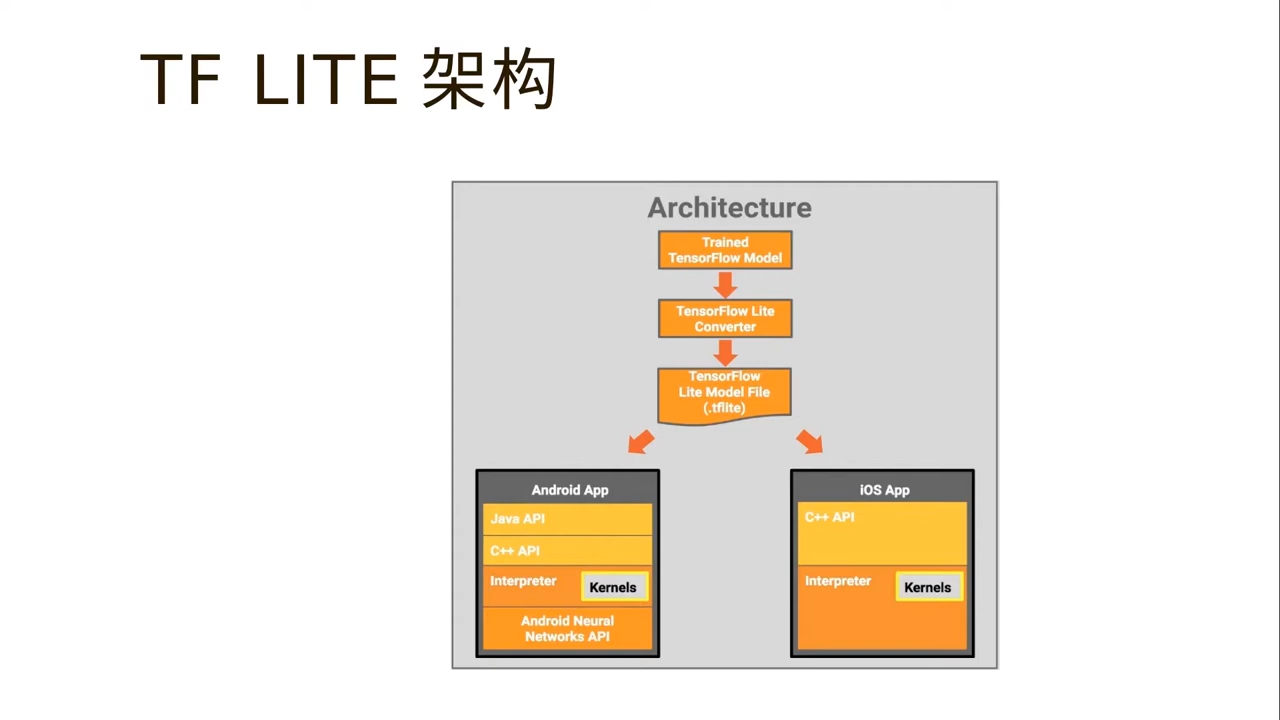 TF LITE 架构
Architecture
Trained
TensorFlow Model
TensorFlow Lite
Converter
TensorFlow
Lite Model File
(.tflite)
Android App
Java API
C++ API
Interpreter
Kernels
Android Neural
Networks API
iOS App
C++ API
Interpreter
Kernels